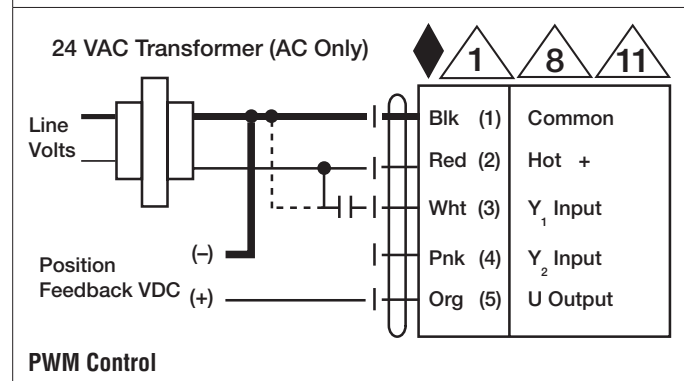 24 VAC Transformer (AC Only)
1 8 11
Line
Volts
Blk (1) Common
Red (2) Hot +
Wht (3) Y1 Input
Pnk (4) Y2 Input
Org (5) U Output
(–)
Position
Feedback VDC (+)
PWM Control